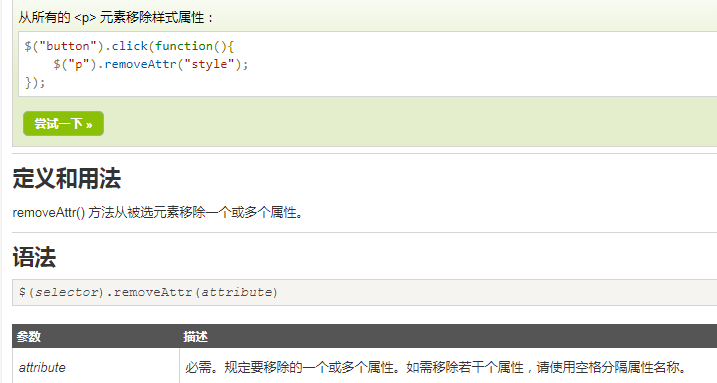 从所有的 <p> 元素移除样式属性：
$("button").click(function(){
$("p").removeAttr("style");
});
尝试一下 »
定义和用法
removeAttr() 方法从被选元素移除一个或多个属性。
语法
$(selector).removeAttr(attribute)
参数 描述
attribute 必需。规定要移除的一个或多个属性。如需移除若干个属性，请使用空格分隔属性名称。